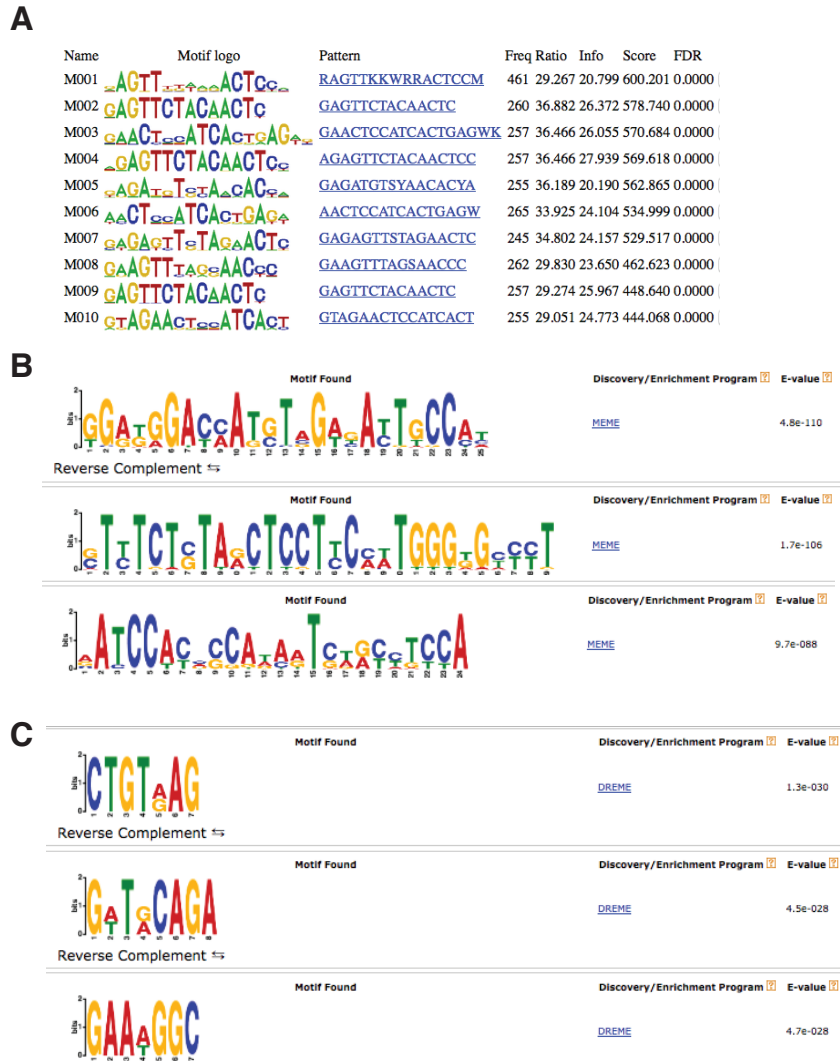 A
Name Motif logo Pattern Freq Ratio Info Score FDR
M001 RAGTTKKWRRACTCCM 461 29.267 20.799 600.201 0.0000
M002 GAGTTCTACAACTC 260 36.882 26.372 578.740 0.0000
M003 GAACTCCATCACTGAGWK 257 36.466 26.055 570.684 0.0000
M004 AGAGTTCTACAACTCC 257 36.466 27.939 569.618 0.0000
M005 GAGATGTSYAACACYA 255 36.189 20.190 562.865 0.0000
M006 AACTCCATCACTGAGW 265 33.925 24.104 534.999 0.0000
M007 GAGAGTTSTAGAACTC 245 34.802 24.157 529.517 0.0000
M008 GAAGTTTAGSAACCC 262 29.830 23.650 462.623 0.0000
M009 GAGTTCTACAACTC 257 29.274 25.967 448.640 0.0000
M010 GTAGAACTCCATCACT 255 29.051 24.773 444.068 0.0000
B
Motif Found Discovery/Enrichment Program ? E-value ?
MEME 4.8e-110
Reverse Complement ⇆
Motif Found Discovery/Enrichment Program ? E-value ?
MEME 1.7e-106
Motif Found Discovery/Enrichment Program ? E-value ?
MEME 9.7e-088
C
Motif Found Discovery/Enrichment Program ? E-value ?
DREME 1.3e-030
Reverse Complement ⇆
Motif Found Discovery/Enrichment Program ? E-value ?
DREME 4.5e-028
Reverse Complement ⇆
Motif Found Discovery/Enrichment Program ? E-value ?
DREME 4.7e-028